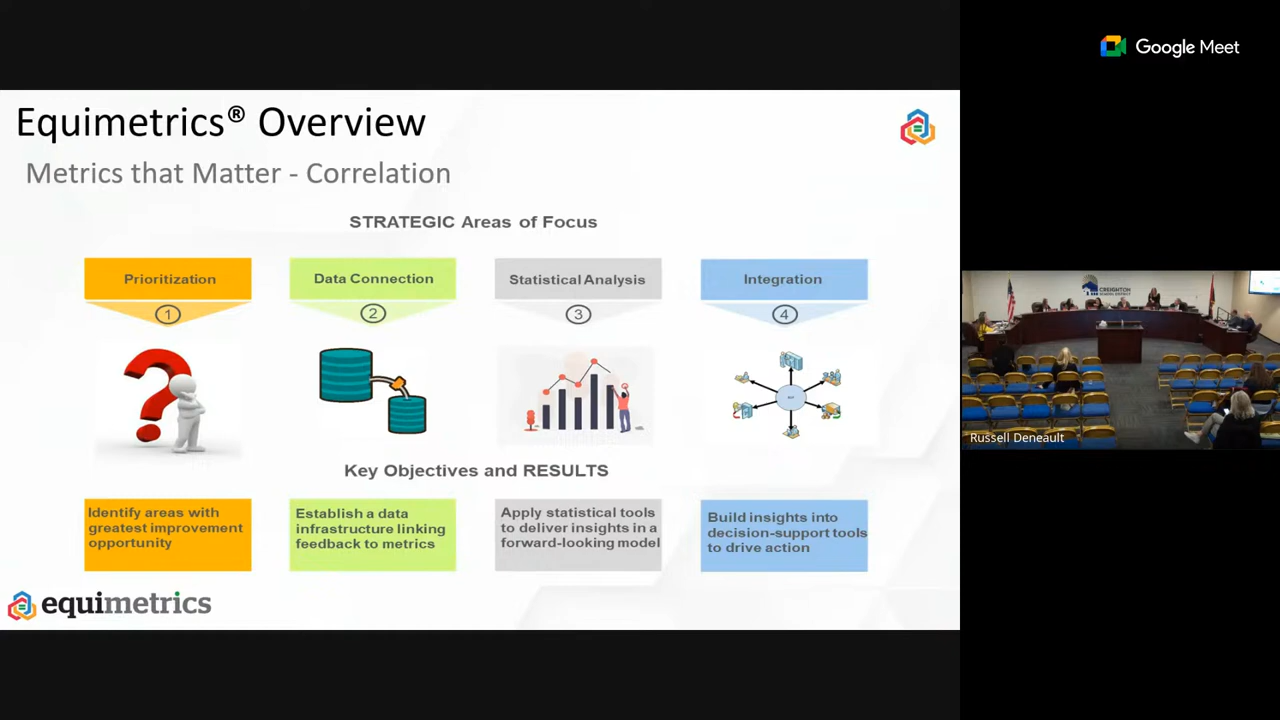 Equimetrics® Overview
Metrics that Matter - Correlation
STRATEGIC Areas of Focus
Prioritization
Data Connection
Statistical Analysis
Integration
1
2
3
4
Key Objectives and RESULTS
Identify areas with
greatest improvement
opportunity
Establish a data
infrastructure linking
feedback to metrics
Apply statistical tools
to deliver insights in a
forward-looking model
Build insights into
decision-support tools
to drive action
equimetrics
Google Meet
CREIGHTON
SCHOOL DISTRICT
Russell Deneault